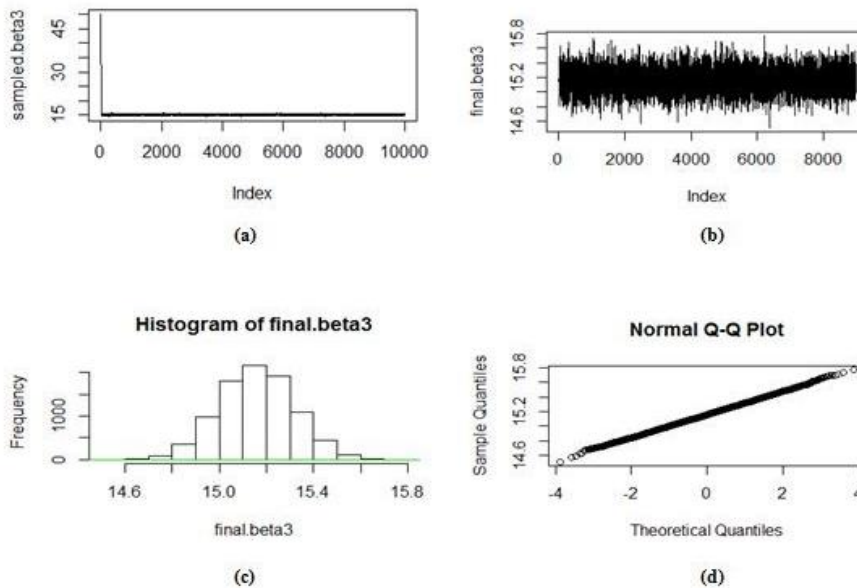 sampled.beta3
45
30
15
0 2000 4000 6000 8000 10000
Index
(a)
final.beta3
15.8
15.2
14.6
0 2000 4000 6000 8000
Index
(b)
Histogram of final.beta3
Frequency
1000
0
14.6 15.0 15.4 15.8
final.beta3
(c)
Normal Q-Q Plot
Sample Quantiles
15.8
15.2
14.6
-4 -2 0 2 4
Theoretical Quantiles
(d)